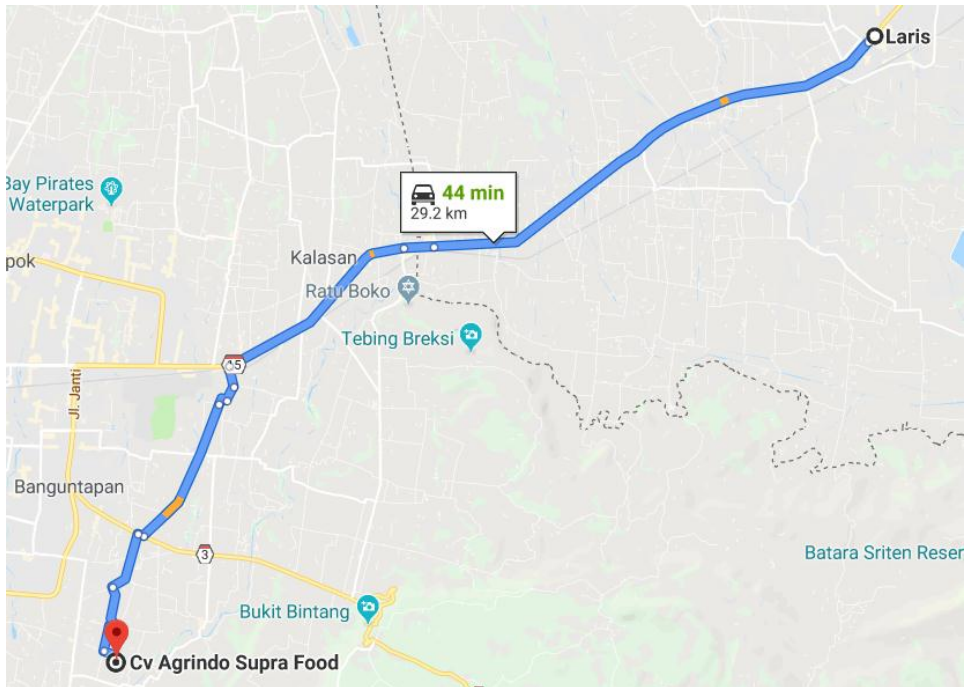 Laris
Bay Pirates
Waterpark
44 min
29.2 km
Kalasan
pok
Ratu Boko
Tebing Breksi
15
Jl. Janti
Banguntapan
3
Batara Sriten Reser
Bukit Bintang
Cv Agrindo Supra Food